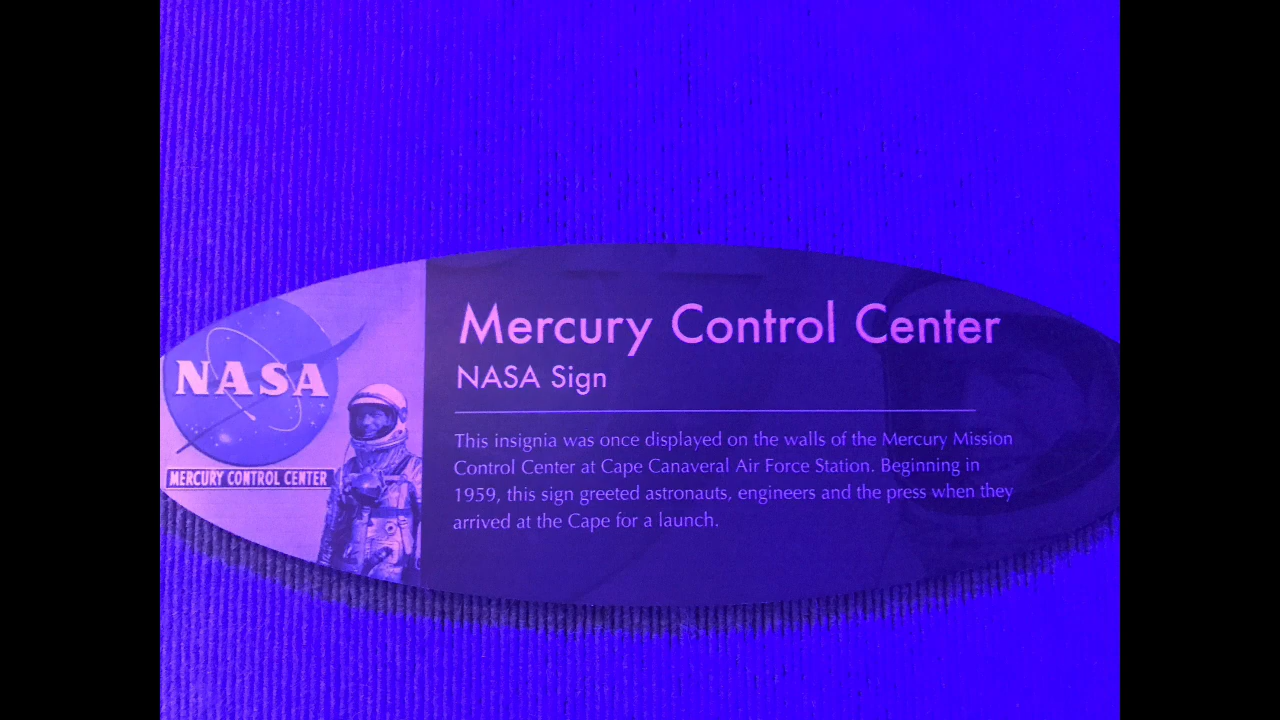 NASA
MERCURY CONTROL CENTER
Mercury Control Center
NASA Sign
This insignia was once displayed on the walls of the Mercury Mission
Control Center at Cape Canaveral Air Force Station. Beginning in
1959, this sign greeted astronauts, engineers and the press when they
arrived at the Cape for a launch.